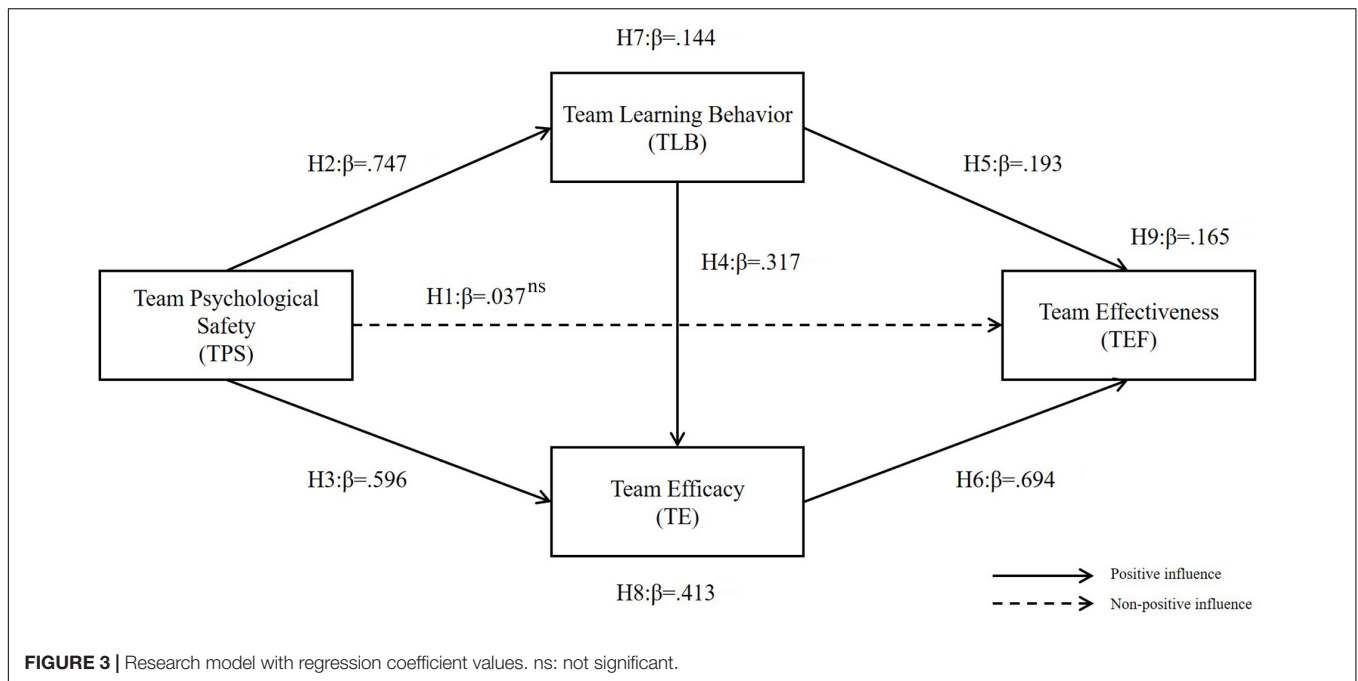 H7:β=.144
Team Learning Behavior
(TLB)
H2:β=.747
H5:β=.193
H9:β=.165
H4:β=.317
Team Psychological
Safety
(TPS)
H1:β=.037ns
Team Effectiveness
(TEF)
H3:β=.596
Team Efficacy
(TE)
H6:β=.694
H8:β=.413
Positive influence
Non-positive influence
FIGURE 3 | Research model with regression coefficient values. ns: not significant.